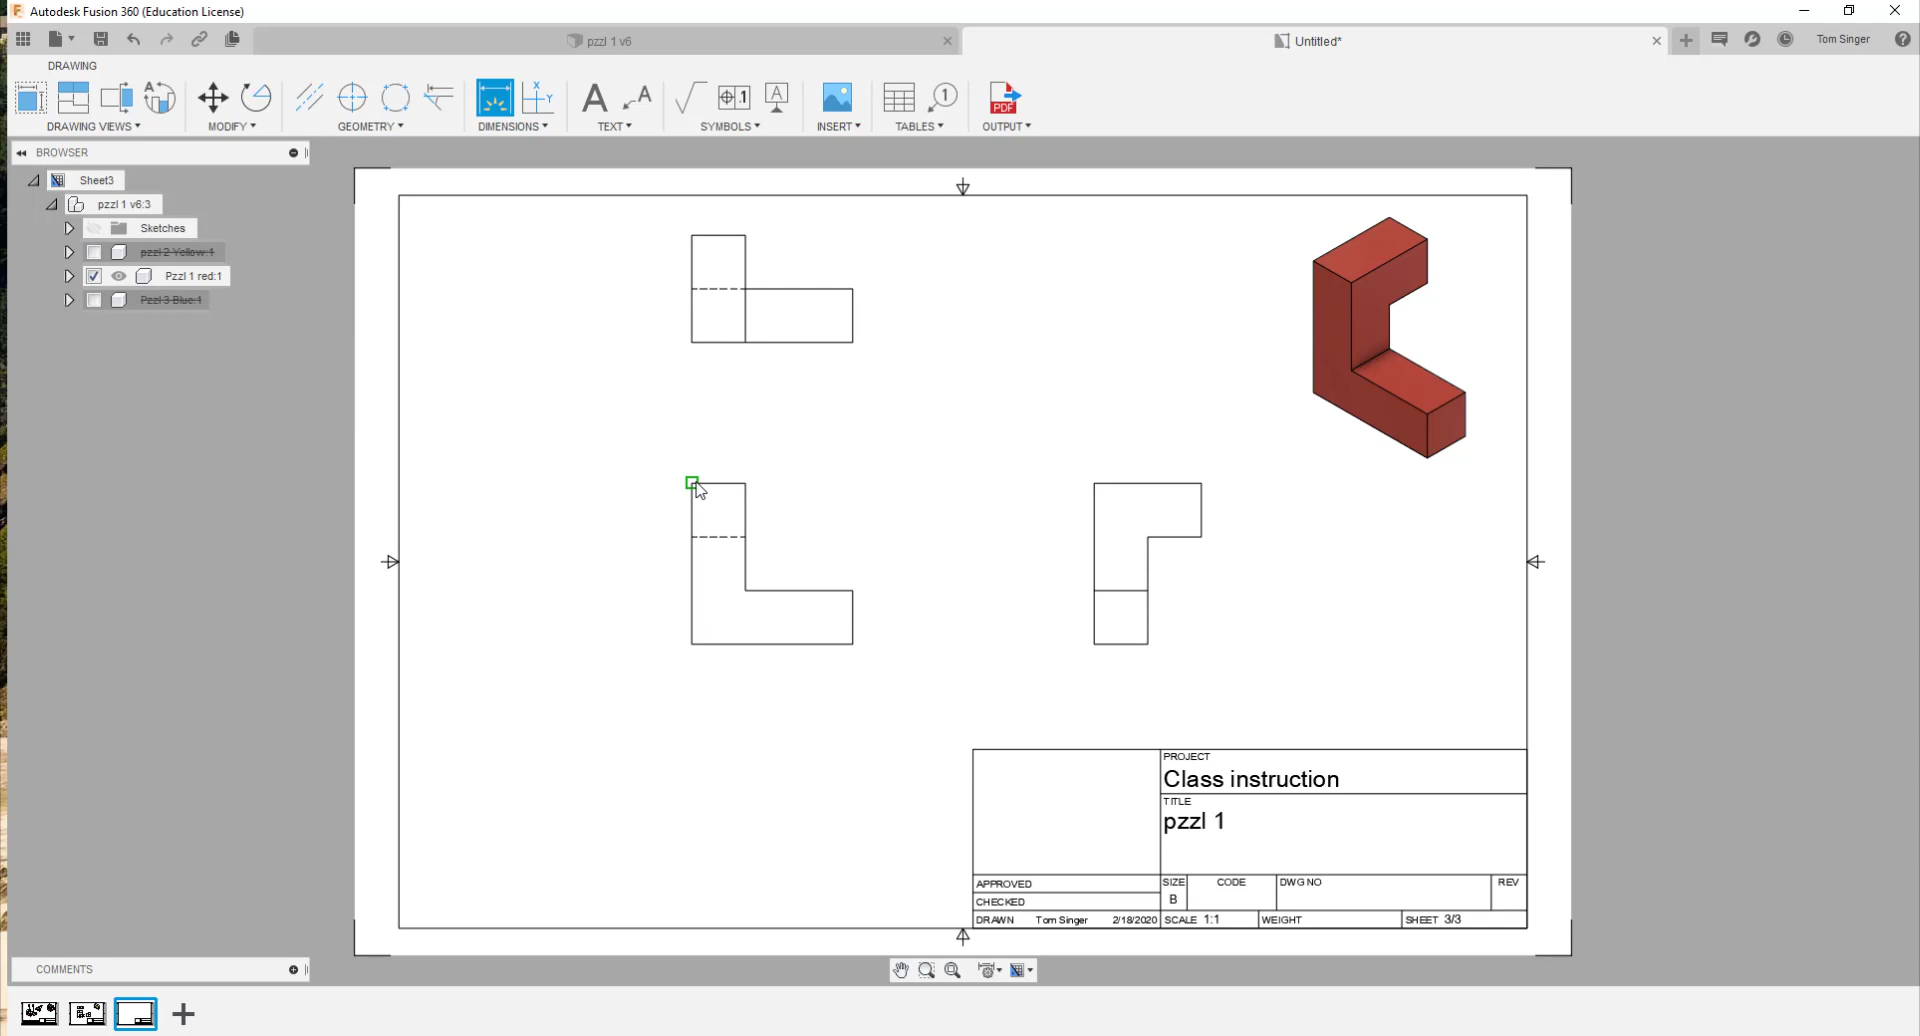 Autodesk Fusion 360 (Education License)
pzzl 1 v6
Untitled*
Tom Singer
DRAWING
DRAWING VIEWS
MODIFY
GEOMETRY
DIMENSIONS
TEXT
SYMBOLS
INSERT
TABLES
OUTPUT
BROWSER
Sheet3
pzzl 1 v6:3
Sketches
pzzl 2 Yellow:1
Pzzl 1 red:1
Pzzl 3 Blue:1
PROJECT
Class instruction
TITLE
pzzl 1
APPROVED
CHECKED
DRAWN Tom Singer 2/18/2020
SIZE
B
CODE
DWG NO
REV
SCALE 1:1
WEIGHT
SHEET 3/3
COMMENTS